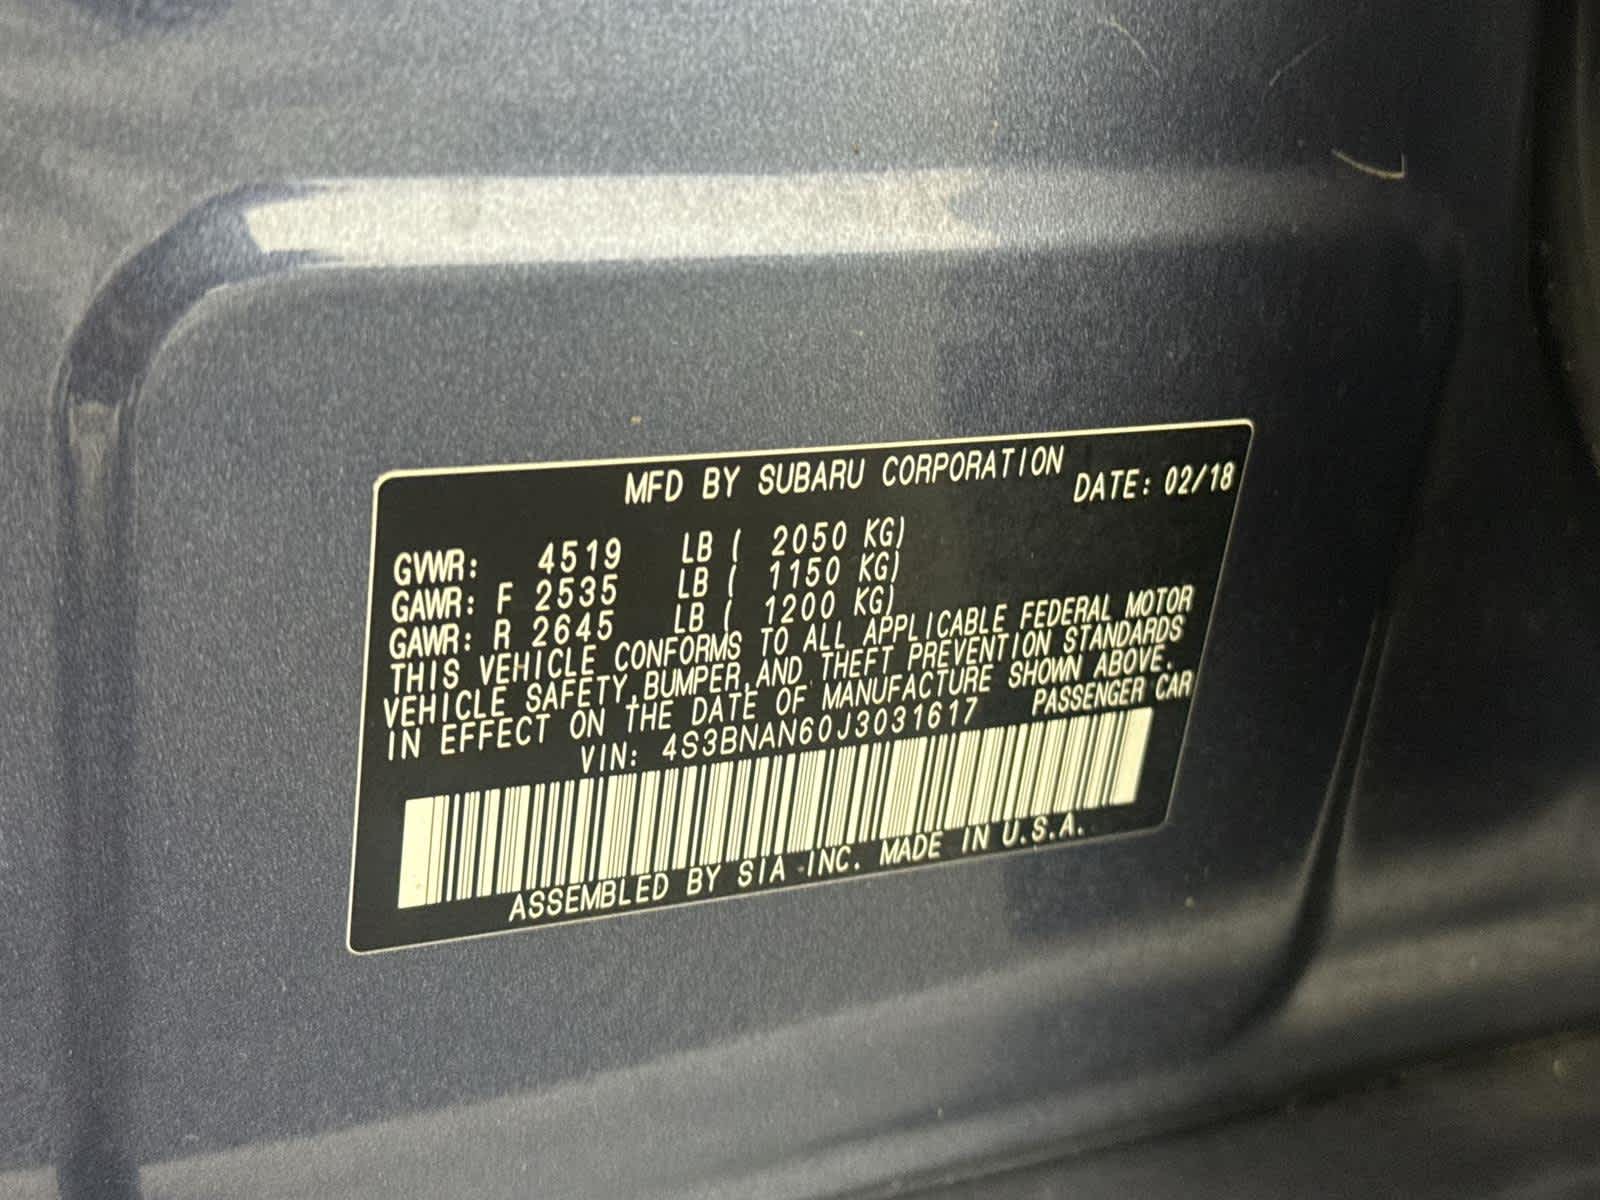 MFD BY SUBARU CORPORATION DATE: 02/18
GVWR: 4519 LB ( 2050 KG)
GAWR: F 2535 LB ( 1150 KG)
GAWR: R 2645 LB ( 1200 KG)
THIS VEHICLE CONFORMS TO ALL APPLICABLE FEDERAL MOTOR
VEHICLE SAFETY,BUMPER,AND THEFT PREVENTION STANDARDS
IN EFFECT ON THE DATE OF MANUFACTURE SHOWN ABOVE.
VIN: 4S3BNAN60J3031617 PASSENGER CAR
ASSEMBLED BY SIA INC. MADE IN U.S.A.